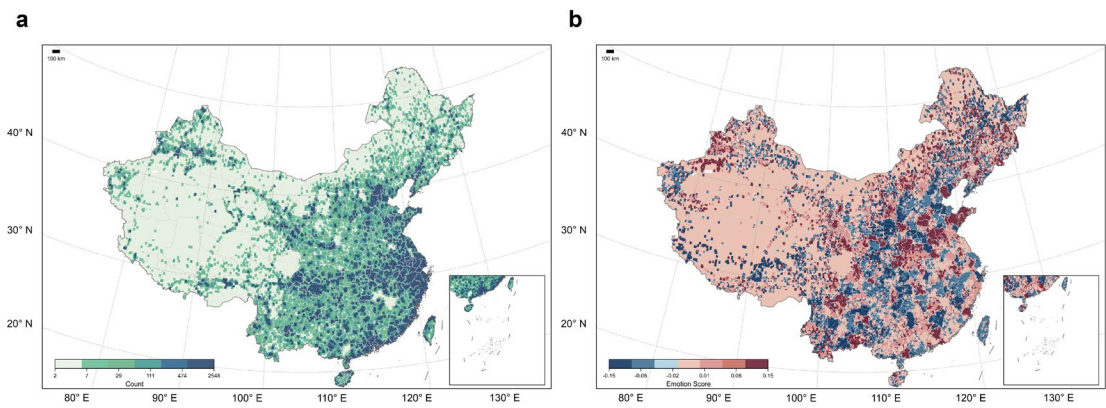 a
b
100 km
100 km
40° N
40° N
30° N
30° N
20° N
20° N
2 7 29 111 474 2548
Count
-0.15 -0.05 -0.02 0.01 0.06 0.15
Emotion Score
80° E 90° E 100° E 110° E 120° E 130° E
80° E 90° E 100° E 110° E 120° E 130° E